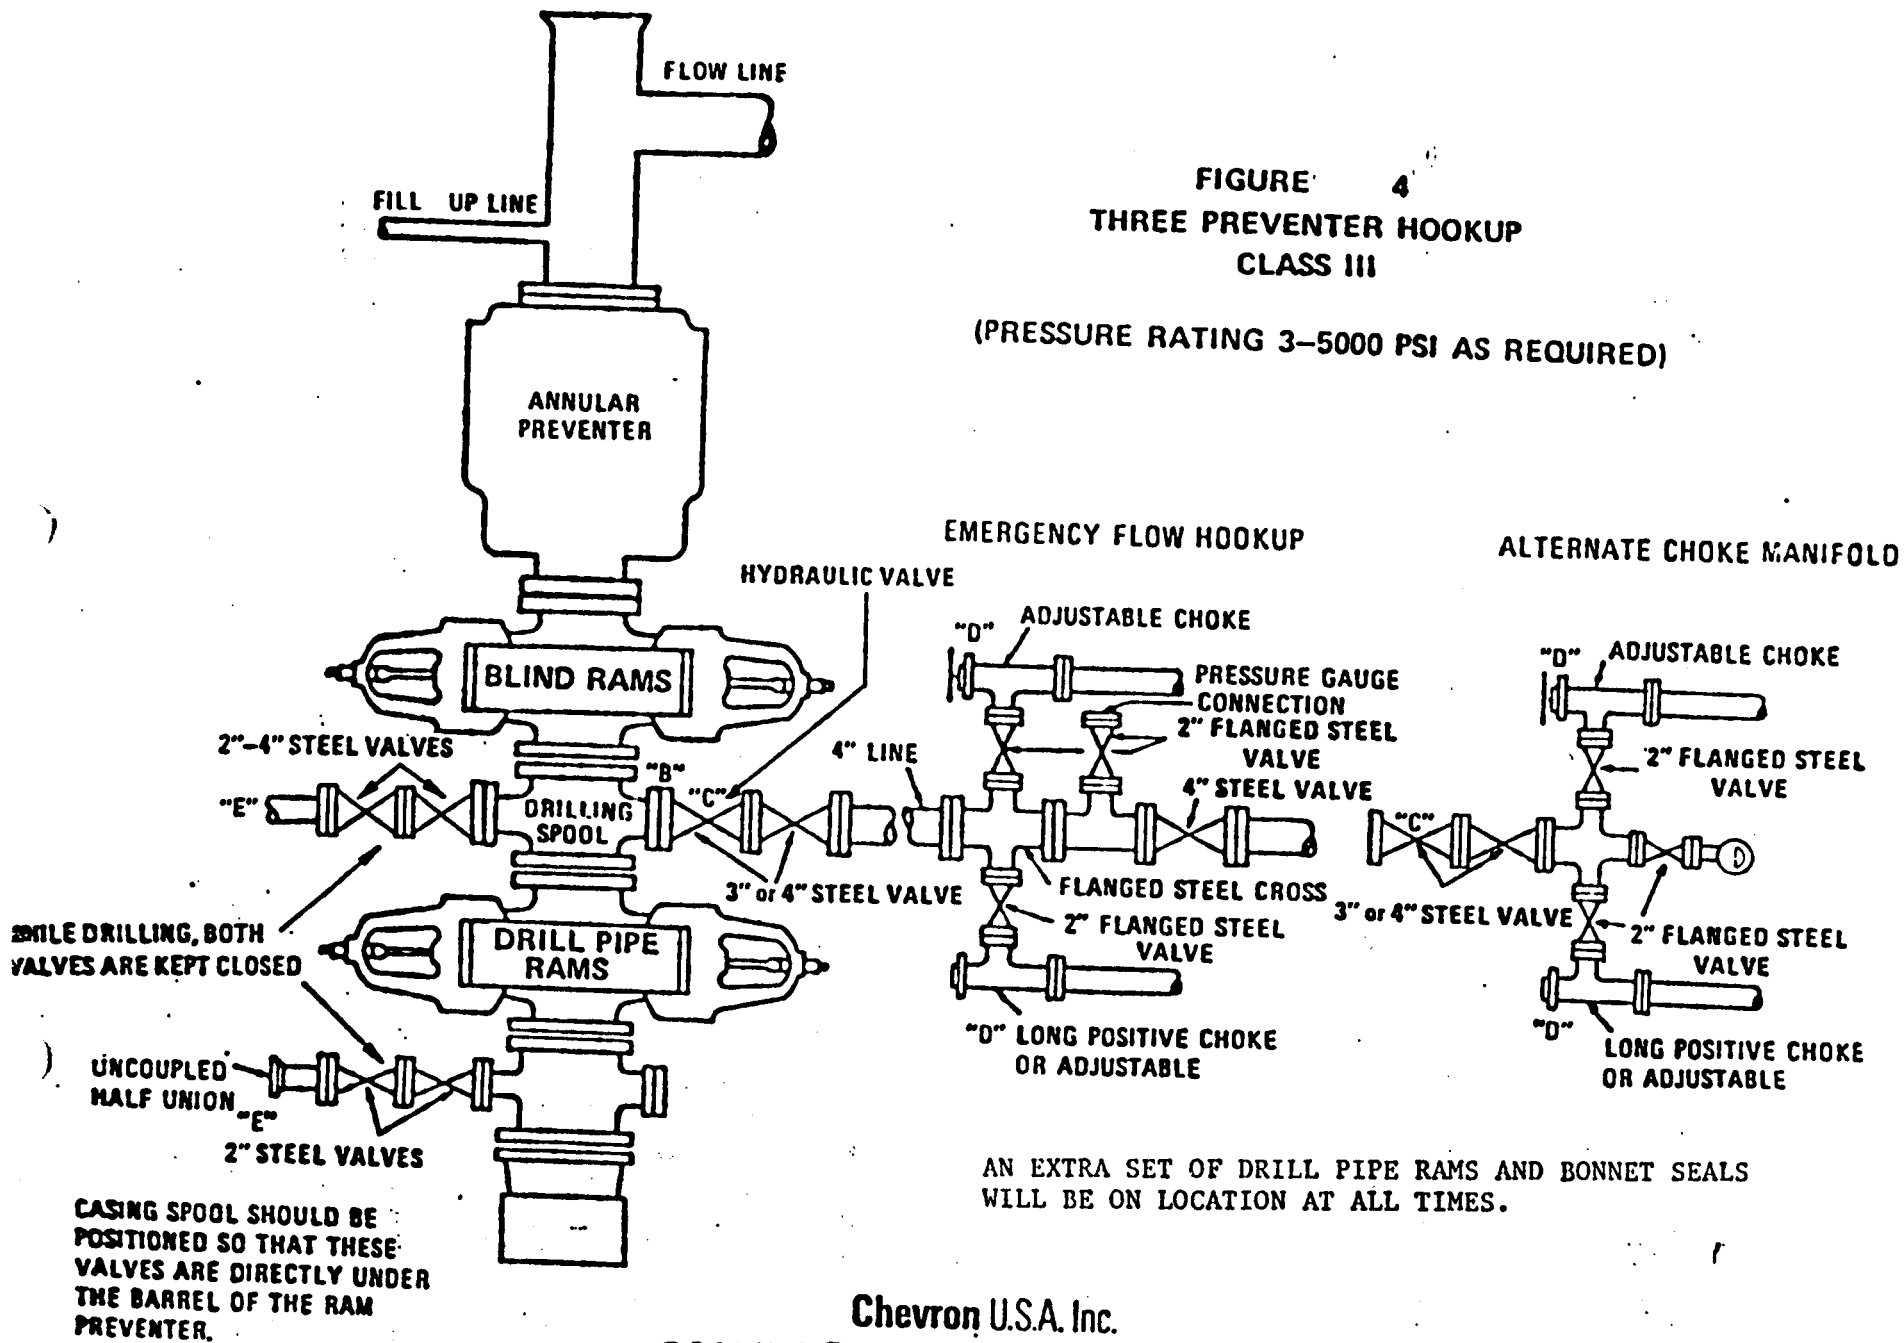 FLOW LINE
FILL UP LINE
FIGURE 4
THREE PREVENTER HOOKUP
CLASS III
(PRESSURE RATING 3–5000 PSI AS REQUIRED)
ANNULAR
PREVENTER
EMERGENCY FLOW HOOKUP
ALTERNATE CHOKE MANIFOLD
HYDRAULIC VALVE
"D"
ADJUSTABLE CHOKE
PRESSURE GAUGE
CONNECTION
2" FLANGED STEEL
VALVE
4" LINE
4" STEEL VALVE
"D"
ADJUSTABLE CHOKE
2" FLANGED STEEL
VALVE
BLIND RAMS
2"–4" STEEL VALVES
"E"
DRILLING
SPOOL
"B"
"C"
3" or 4" STEEL VALVE
FLANGED STEEL CROSS
2" FLANGED STEEL
VALVE
"C"
3" or 4" STEEL VALVE
D
2" FLANGED STEEL
VALVE
DRILL PIPE
RAMS
DRILLING, BOTH
VALVES ARE KEPT CLOSED
"D" LONG POSITIVE CHOKE
OR ADJUSTABLE
"D"
LONG POSITIVE CHOKE
OR ADJUSTABLE
UNCOUPLED
HALF UNION
"E"
2" STEEL VALVES
AN EXTRA SET OF DRILL PIPE RAMS AND BONNET SEALS
WILL BE ON LOCATION AT ALL TIMES.
CASING SPOOL SHOULD BE
POSITIONED SO THAT THESE
VALVES ARE DIRECTLY UNDER
THE BARREL OF THE RAM
PREVENTER.
Chevron U.S.A. Inc.